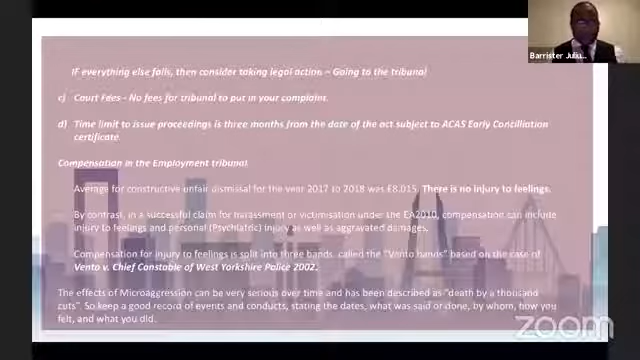 IF everything else fails, then consider taking legal action – Going to the tribunal
c) Court Fees - No fees for tribunal to put in your complaint.
d) Time limit to issue proceedings is three months from the date of the act subject to ACAS Early Conciliation
certificate
Compensation in the Employment tribunal
Average for constructive unfair dismissal for the year 2017 to 2018 was £8,015. There is no injury to feelings.
By contrast, in a successful claim for harassment or victimisation under the EA2010, compensation can include
injury to feelings and personal (Psychiatric) injury as well as aggravated damages.
Compensation for injury to feelings is split into three bands, called the "Vento bands" based on the case of
Vento v. Chief Constable of West Yorkshire Police 2002.
The effects of Microaggression can be very serious over time and has been described as "death by a thousand
cuts". So keep a good record of events and conducts, stating the dates, what was said or done, by whom, how you
felt, and what you did.
Barrister Juliu...
zoom